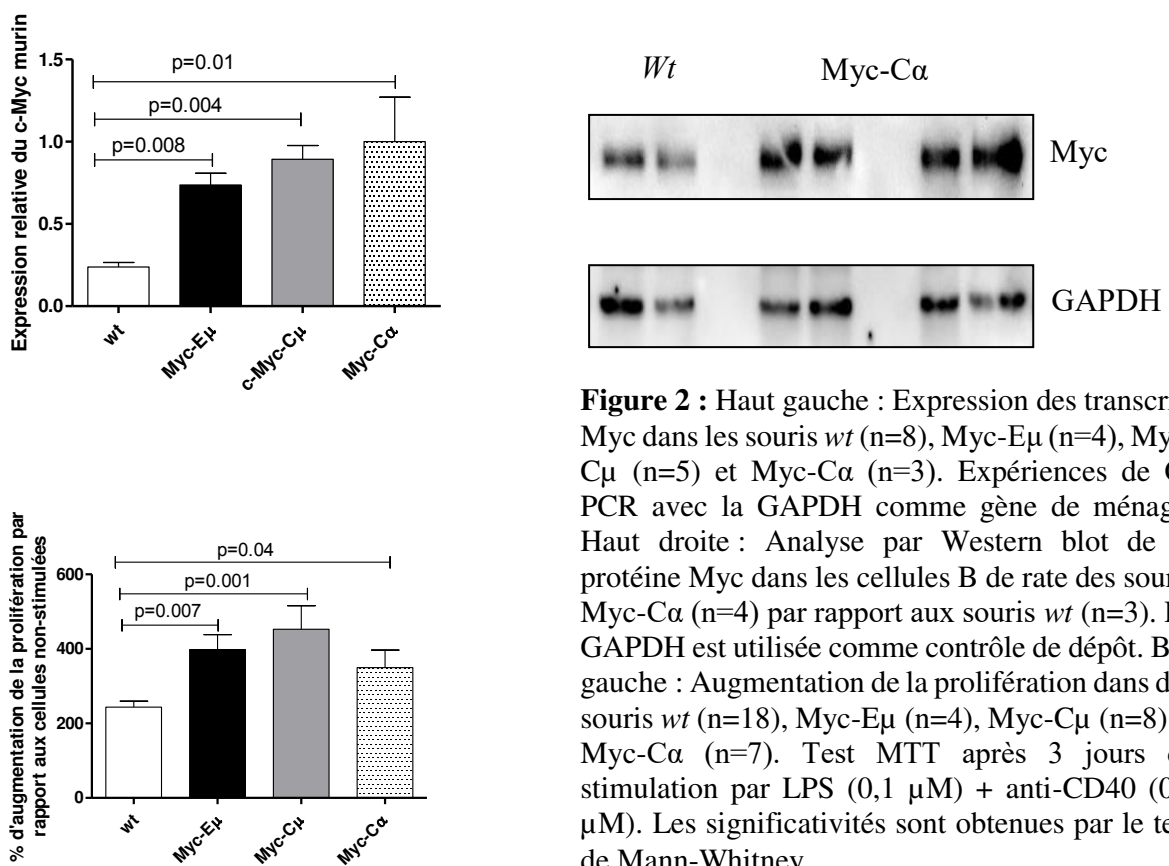 Expression relative du c-Myc murin
1.5
1.0
0.5
0.0
p=0.01
p=0.004
p=0.008
wt
Myc-Eµ
c-Myc-Cµ
Myc-Cα
Wt
Myc-Cα
Myc
GAPDH
% d'augmentation de la prolifération par
rapport aux cellules non-stimulées
600
400
200
0
p=0.04
p=0.001
p=0.007
wt
Myc-Eµ
Myc-Cµ
Myc-Cα
Figure 2 : Haut gauche : Expression des transcri
Myc dans les souris wt (n=8), Myc-Eµ (n=4), My
Cµ (n=5) et Myc-Cα (n=3). Expériences de
PCR avec la GAPDH comme gène de ménag
Haut droite : Analyse par Western blot de
protéine Myc dans les cellules B de rate des sour
Myc-Cα (n=4) par rapport aux souris wt (n=3).
GAPDH est utilisée comme contrôle de dépôt. B
gauche : Augmentation de la prolifération dans d
souris wt (n=18), Myc-Eµ (n=4), Myc-Cµ (n=8)
Myc-Cα (n=7). Test MTT après 3 jours
stimulation par LPS (0,1 µM) + anti-CD40 (0
µM). Les significativités sont obtenues par le te
de Mann-Whitney